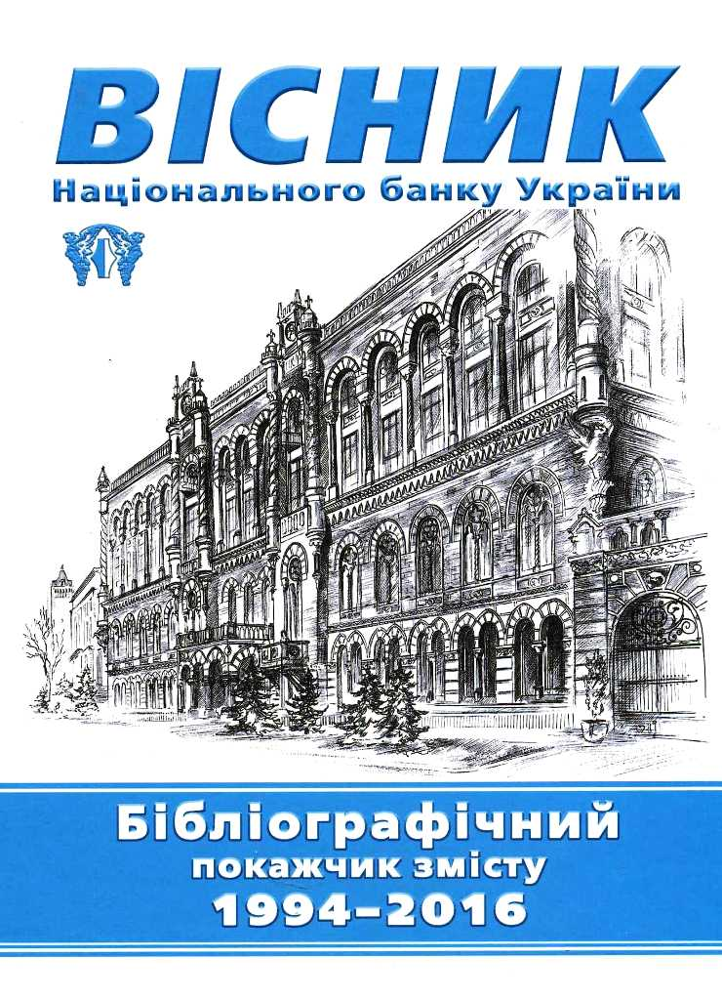 ВІСНИК
Національного банку України
Бібліографічний
покажчик змісту
1994–2016